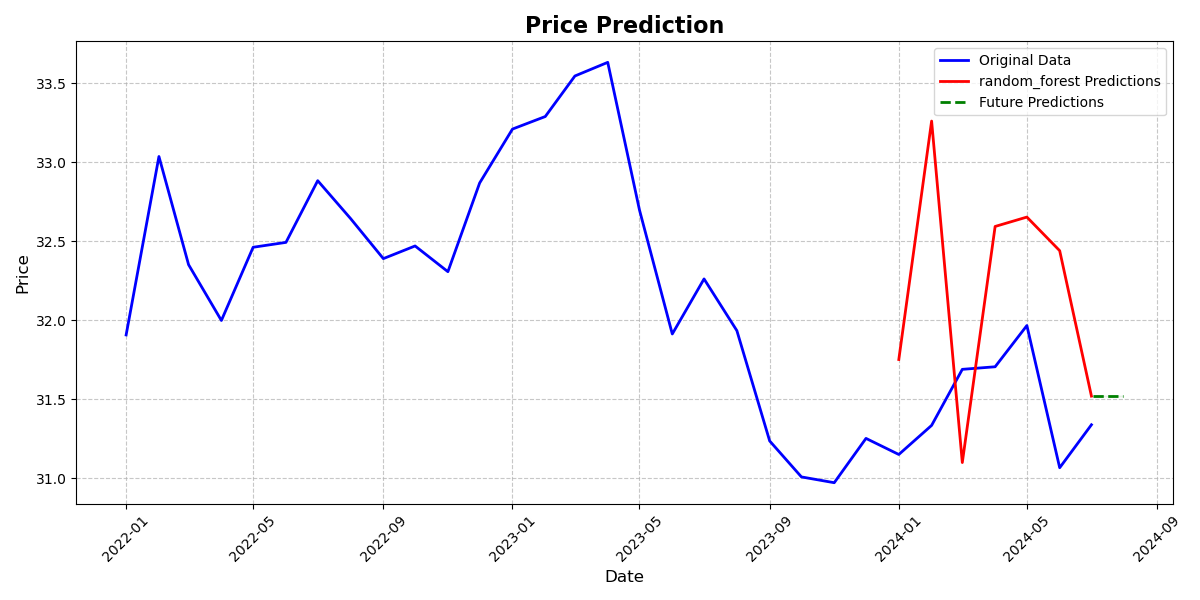 Price Prediction
Original Data
random_forest Predictions
Future Predictions
Price
33.5
33.0
32.5
32.0
31.5
31.0
2022-01
2022-05
2022-09
2023-01
2023-05
2023-09
2024-01
2024-05
2024-09
Date